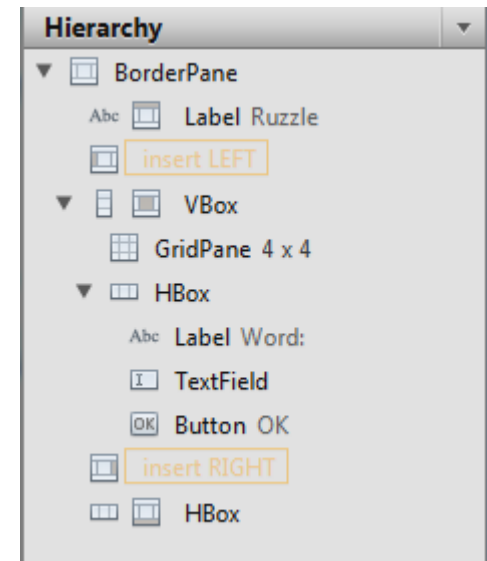 Hierarchy
BorderPane
Abc Label Ruzzle
insert LEFT
VBox
GridPane 4 x 4
HBox
Abc Label Word:
I TextField
OK Button OK
insert RIGHT
HBox